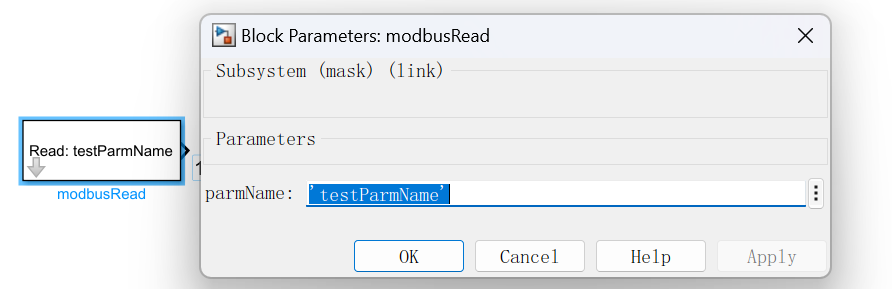 Block Parameters: modbusRead
Subsystem (mask) (link)
Read: testParmName
modbusRead
1
Parameters
parmName: 'testParmName'
OK Cancel Help Apply